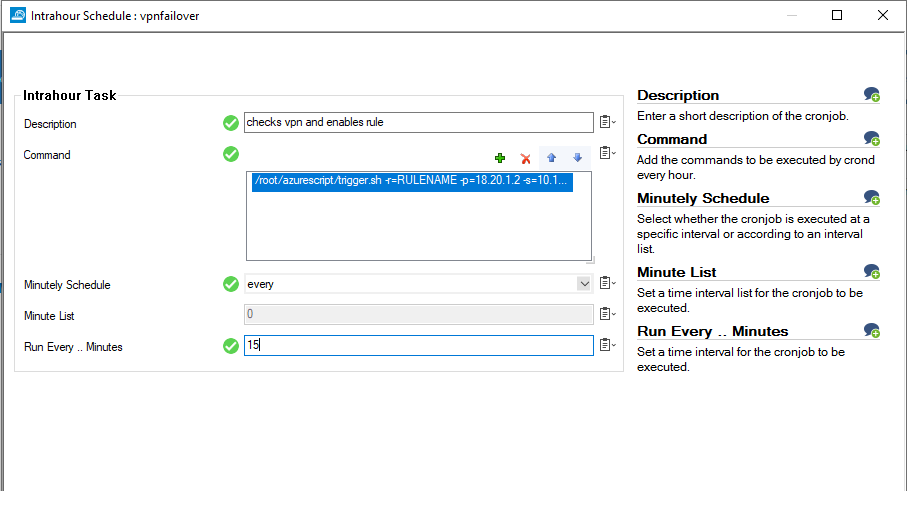 Intrahour Schedule : vpnfailover
Intrahour Task
Description
checks vpn and enables rule
Command
/root/azurescript/trigger.sh -r=RULENAME -p=18.20.1.2 -s=10.1...
Minutely Schedule
every
Minute List
0
Run Every .. Minutes
15
Description
Enter a short description of the cronjob.
Command
Add the commands to be executed by crond
every hour.
Minutely Schedule
Select whether the cronjob is executed at a
specific interval or according to an interval
list.
Minute List
Set a time interval list for the cronjob to be
executed.
Run Every .. Minutes
Set a time interval for the cronjob to be
executed.